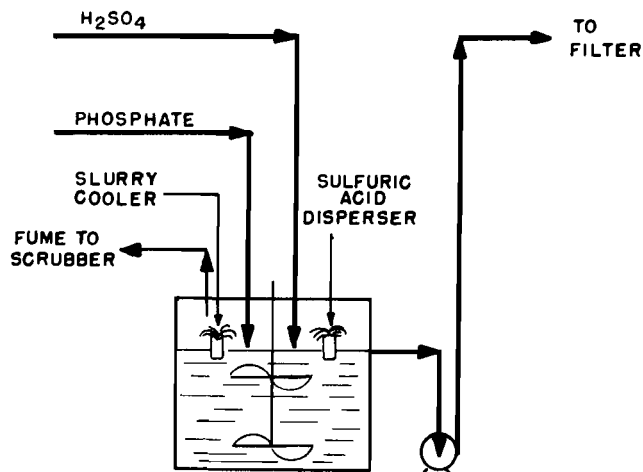 H₂SO₄
TO
FILTER
PHOSPHATE
SLURRY
COOLER
SULFURIC
ACID
DISPERSER
FUME TO
SCRUBBER